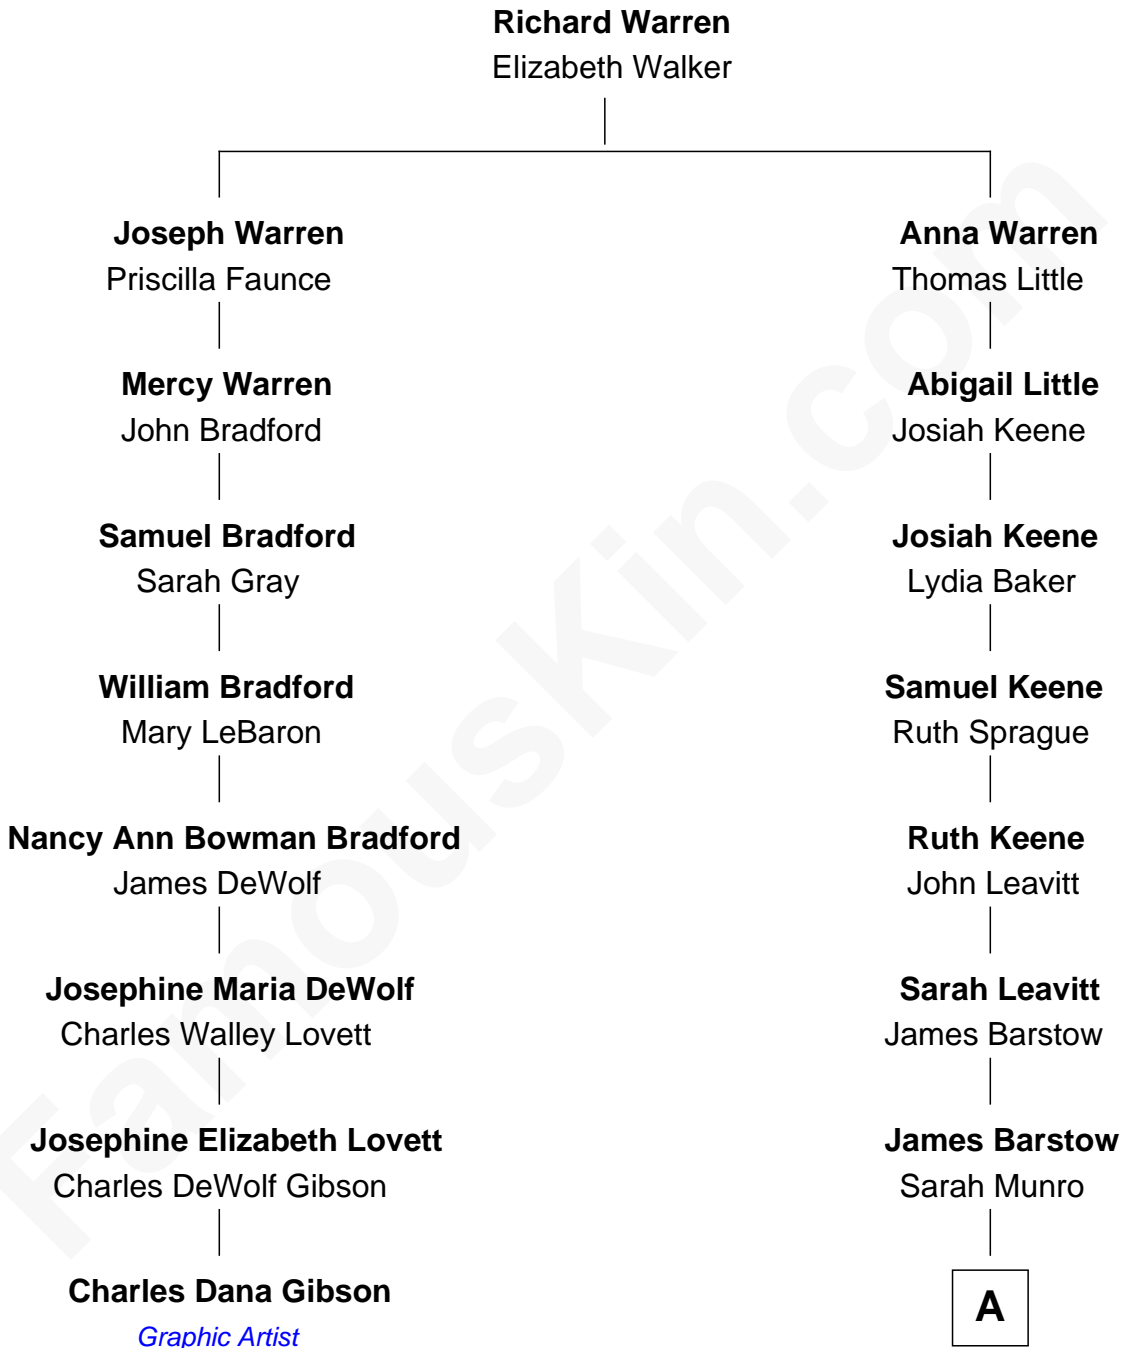 Richard Warren
Elizabeth Walker
Joseph Warren
Priscilla Faunce
Mercy Warren
John Bradford
Samuel Bradford
Sarah Gray
William Bradford
Mary LeBaron
Nancy Ann Bowman Bradford
James DeWolf
Josephine Maria DeWolf
Charles Walley Lovett
Josephine Elizabeth Lovett
Charles DeWolf Gibson
Charles Dana Gibson
Graphic Artist
Anna Warren
Thomas Little
Abigail Little
Josiah Keene
Josiah Keene
Lydia Baker
Samuel Keene
Ruth Sprague
Ruth Keene
John Leavitt
Sarah Leavitt
James Barstow
James Barstow
Sarah Munro
A
FamousKin.com